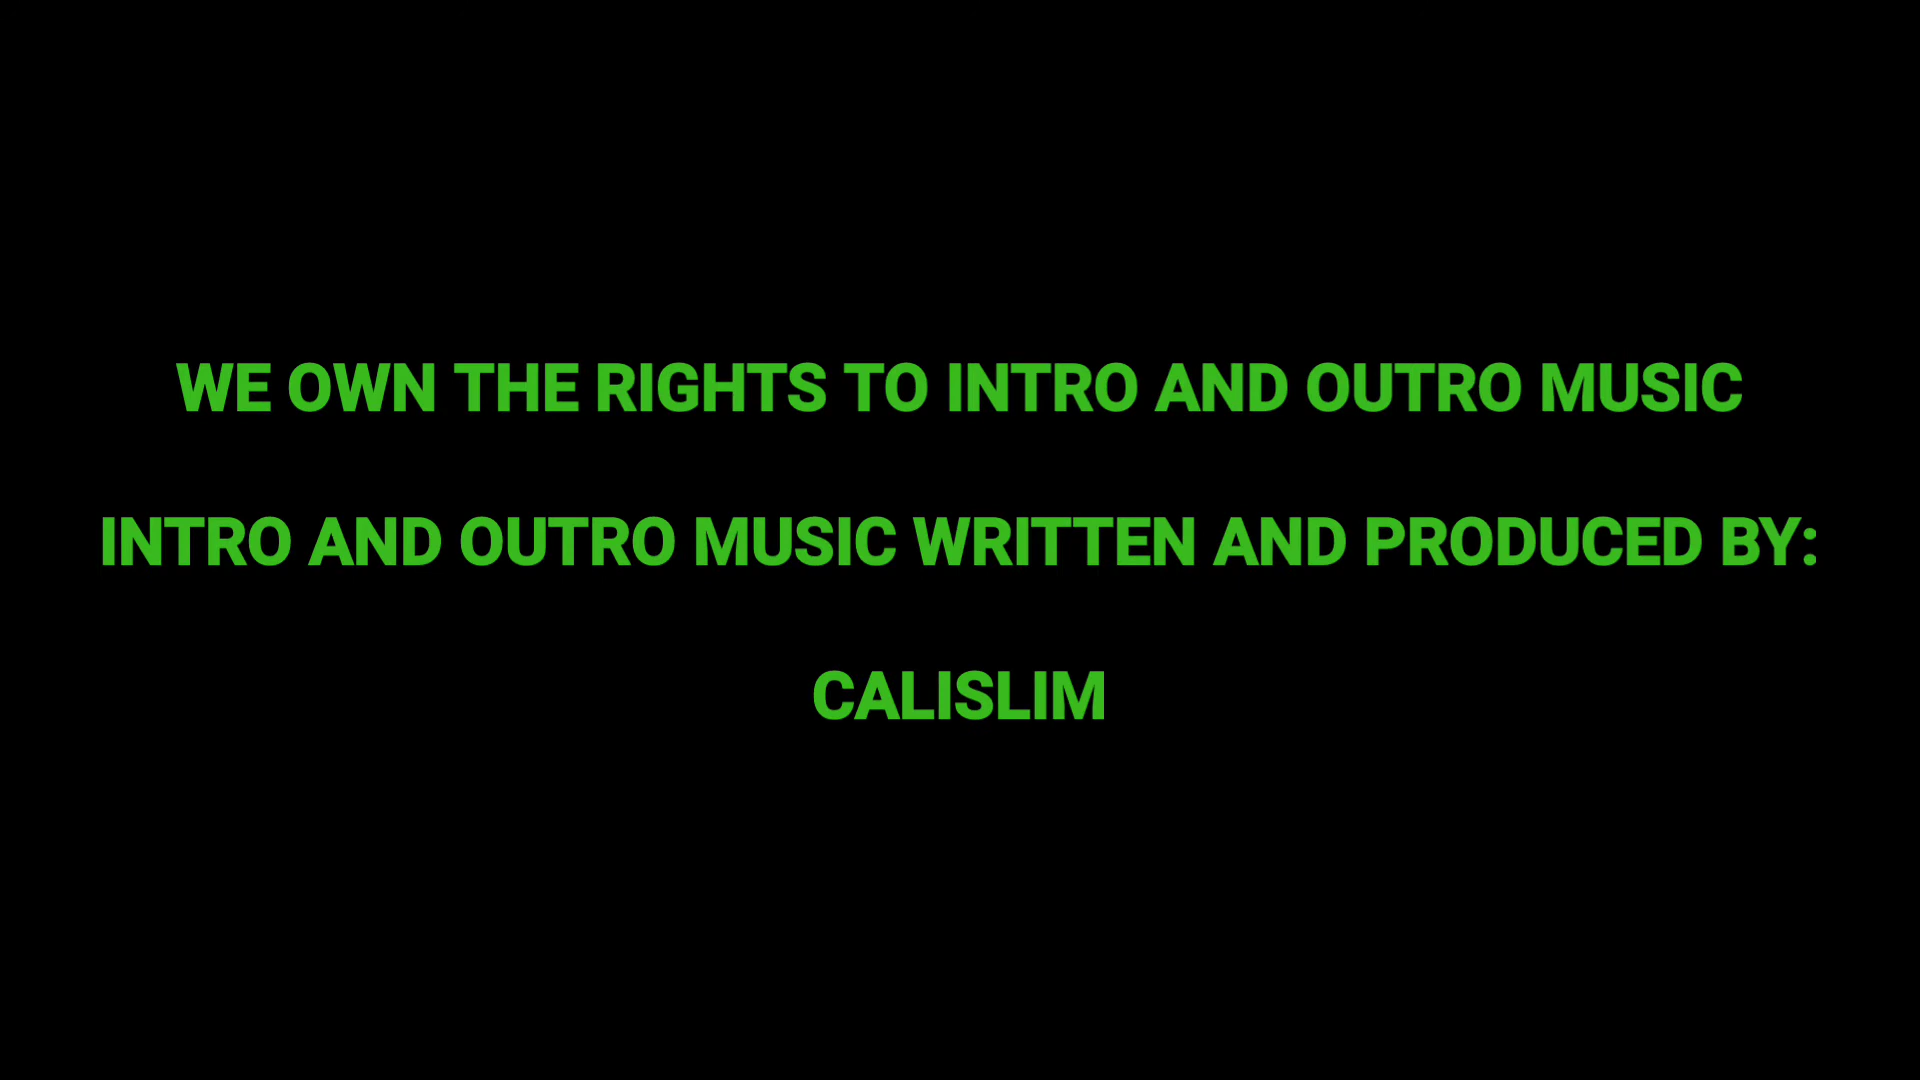 WE OWN THE RIGHTS TO INTRO AND OUTRO MUSIC
INTRO AND OUTRO MUSIC WRITTEN AND PRODUCED BY:
CALISLIM